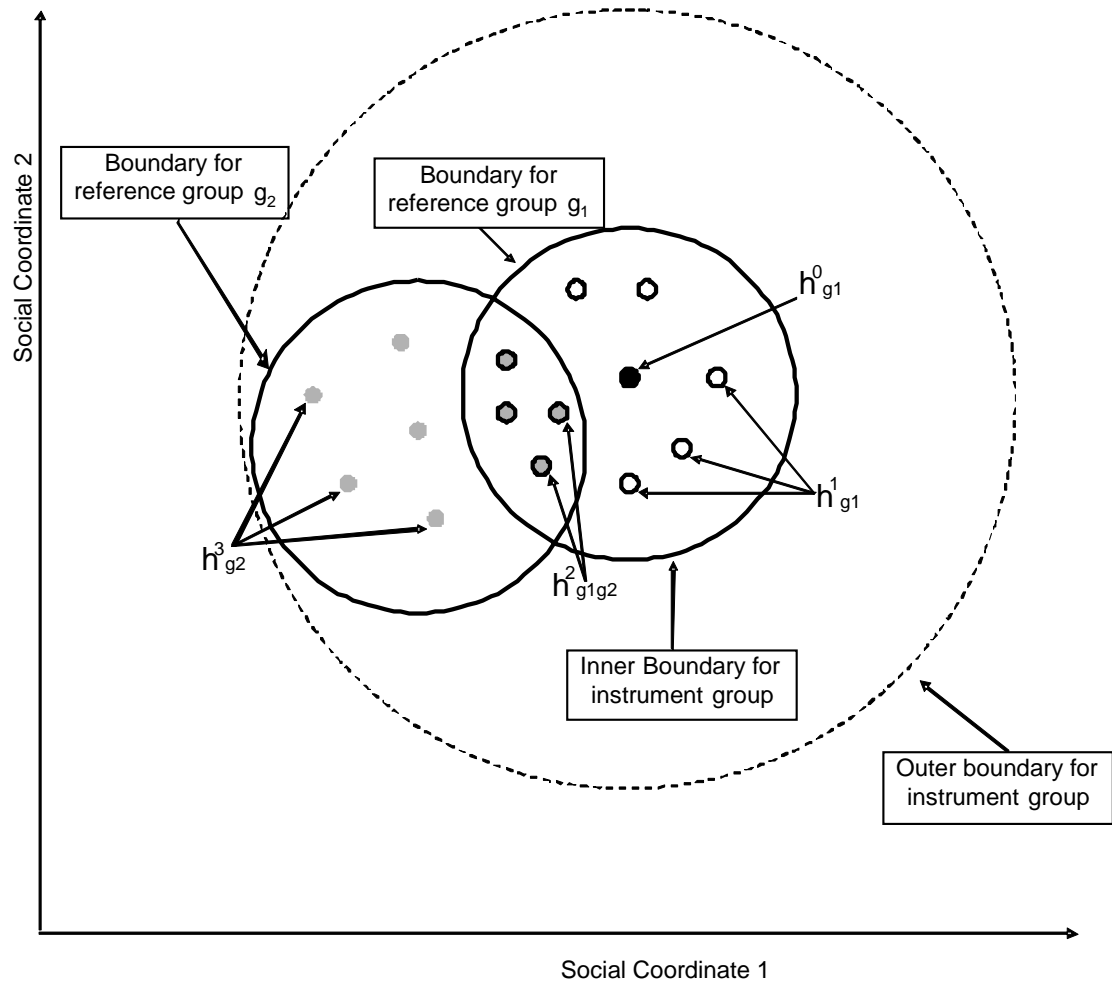 Social Coordinate 2
Boundary for
reference group g₂
Boundary for
reference group g₁
h⁰g1
h¹g1
h³g2
h²g1g2
Inner Boundary for
instrument group
Outer boundary for
instrument group
Social Coordinate 1